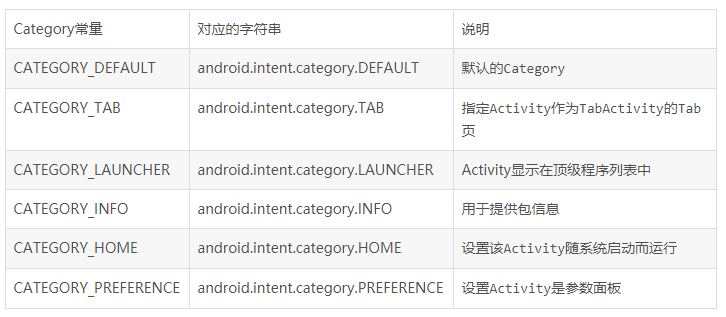 Category常量 对应的字符串 说明
CATEGORY_DEFAULT android.intent.category.DEFAULT 默认的Category
CATEGORY_TAB android.intent.category.TAB 指定Activity作为TabActivity的Tab
页
CATEGORY_LAUNCHER android.intent.category.LAUNCHER Activity显示在顶级程序列表中
CATEGORY_INFO android.intent.category.INFO 用于提供包信息
CATEGORY_HOME android.intent.category.HOME 设置该Activity随系统启动而运行
CATEGORY_PREFERENCE android.intent.category.PREFERENCE 设置Activity是参数面板